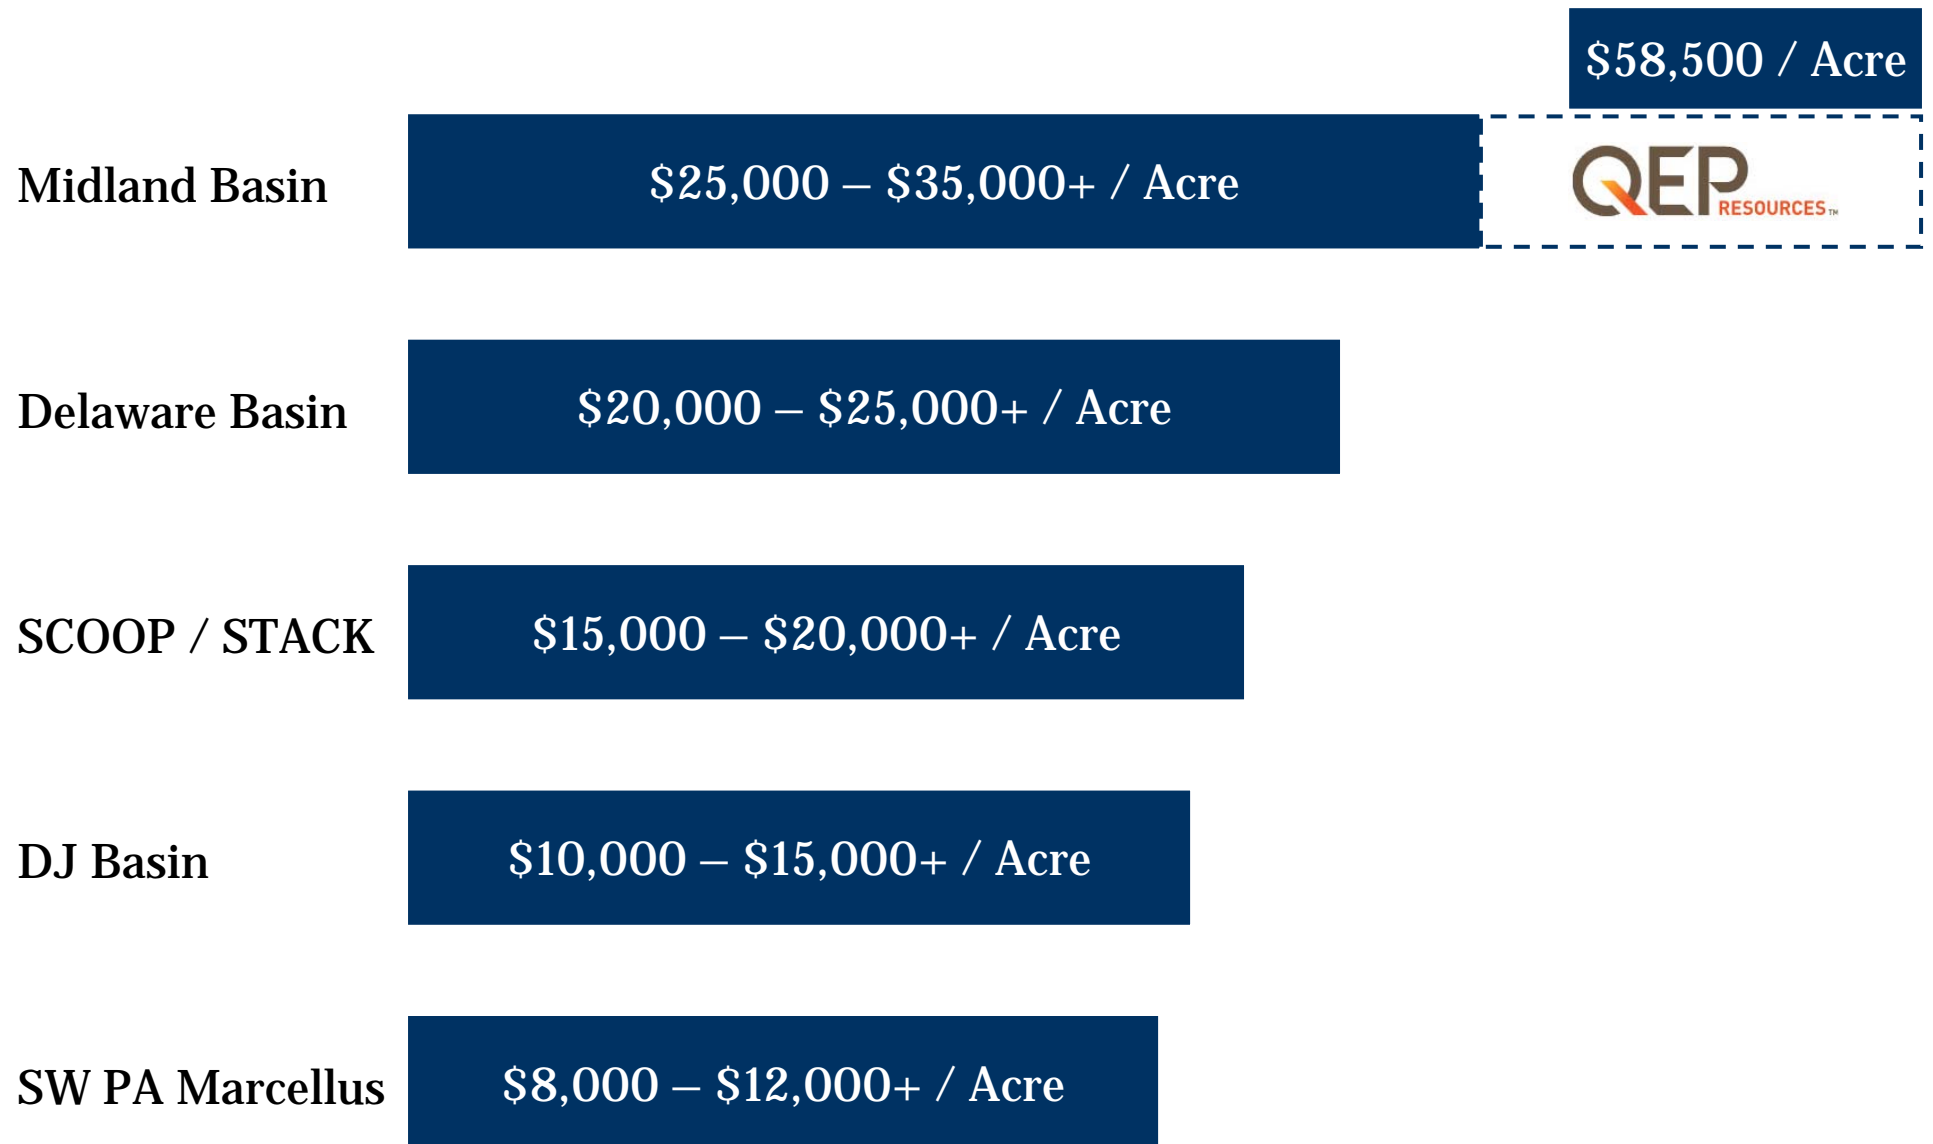 $58,500 / Acre
Midland Basin
$25,000 – $35,000+ / Acre
QEP
RESOURCES™
Delaware Basin
$20,000 – $25,000+ / Acre
SCOOP / STACK
$15,000 – $20,000+ / Acre
DJ Basin
$10,000 – $15,000+ / Acre
SW PA Marcellus
$8,000 – $12,000+ / Acre